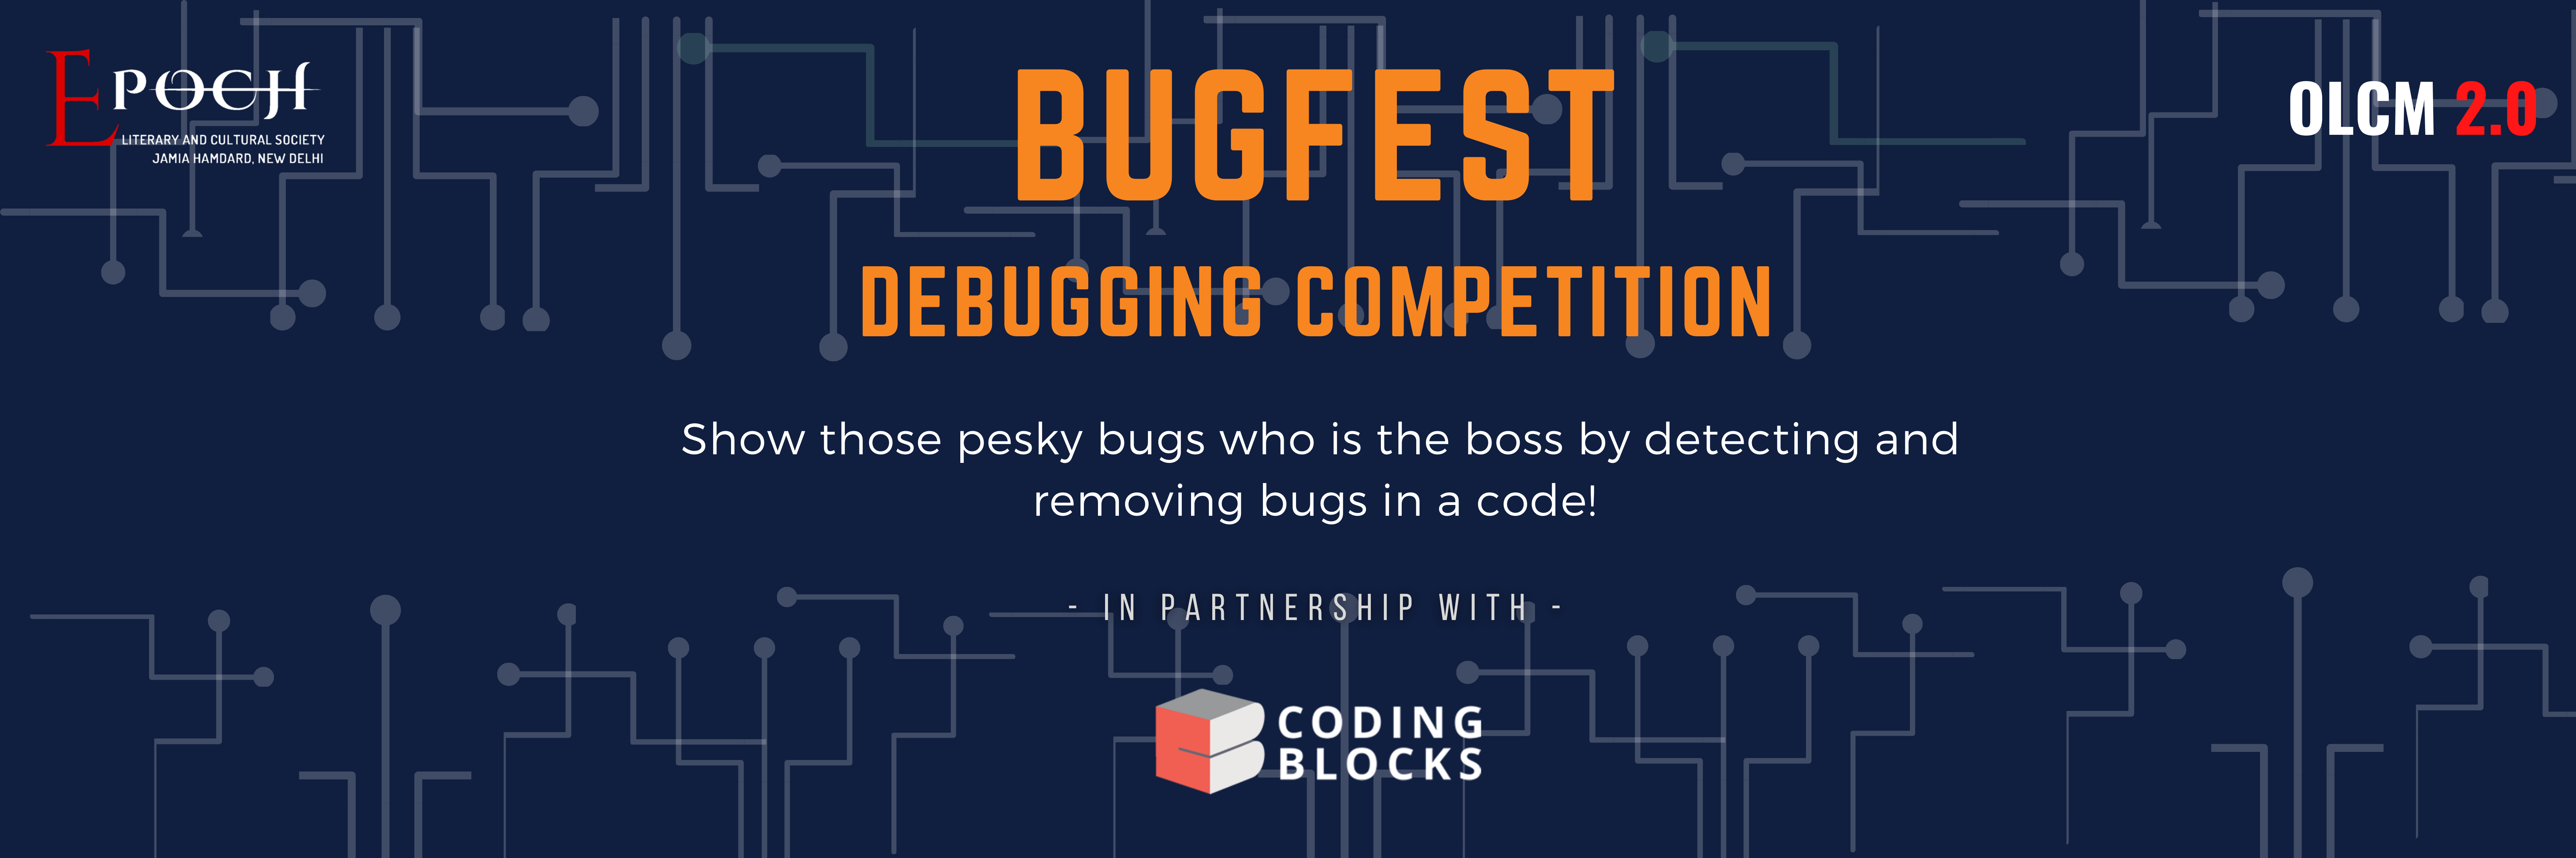 EPOCH
LITERARY AND CULTURAL SOCIETY
JAMIA HAMDARD, NEW DELHI
BUGFEST
OLCM 2.0
DEBUGGING COMPETITION
Show those pesky bugs who is the boss by detecting and
removing bugs in a code!
- IN PARTNERSHIP WITH -
CODING
BLOCKS